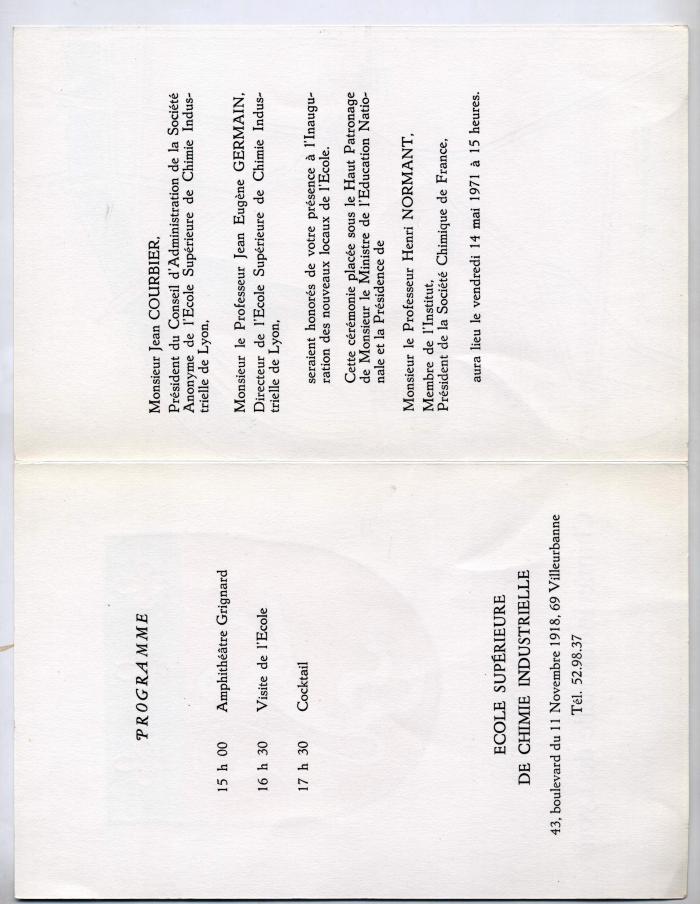 PROGRAMME
15 h 00 Amphithéâtre Grignard
16 h 30 Visite de l'Ecole
17 h 30 Cocktail
ECOLE SUPÉRIEURE
DE CHIMIE INDUSTRIELLE
43, boulevard du 11 Novembre 1918, 69 Villeurbanne
Tél. 52.98.37
Monsieur Jean COURBIER,
Président du Conseil d'Administration de la Société
Anonyme de l'Ecole Supérieure de Chimie Indus-
trielle de Lyon,
Monsieur le Professeur Jean Eugène GERMAIN,
Directeur de l'Ecole Supérieure de Chimie Indus-
trielle de Lyon,
seraient honorés de votre présence à l'Inaugu-
ration des nouveaux locaux de l'Ecole.
Cette cérémonie placée sous le Haut Patronage
de Monsieur le Ministre de l'Education Natio-
nale et la Présidence de
Monsieur le Professeur Henri NORMANT,
Membre de l'Institut,
Président de la Société Chimique de France,
aura lieu le vendredi 14 mai 1971 à 15 heures.